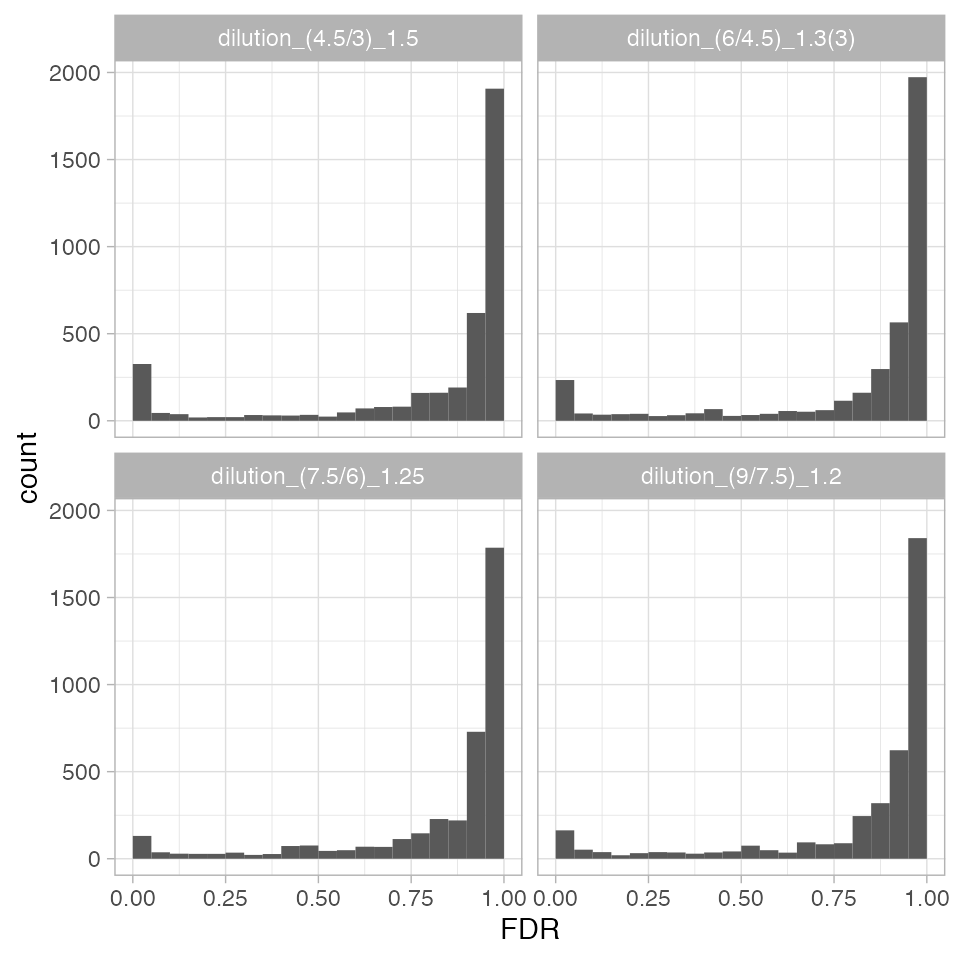 dilution_(4.5/3)_1.5
dilution_(6/4.5)_1.3(3)
2000
1500
1000
500
0
dilution_(7.5/6)_1.25
dilution_(9/7.5)_1.2
2000
1500
1000
500
0
0.00 0.25 0.50 0.75 1.00 0.00 0.25 0.50 0.75 1.00
FDR
count